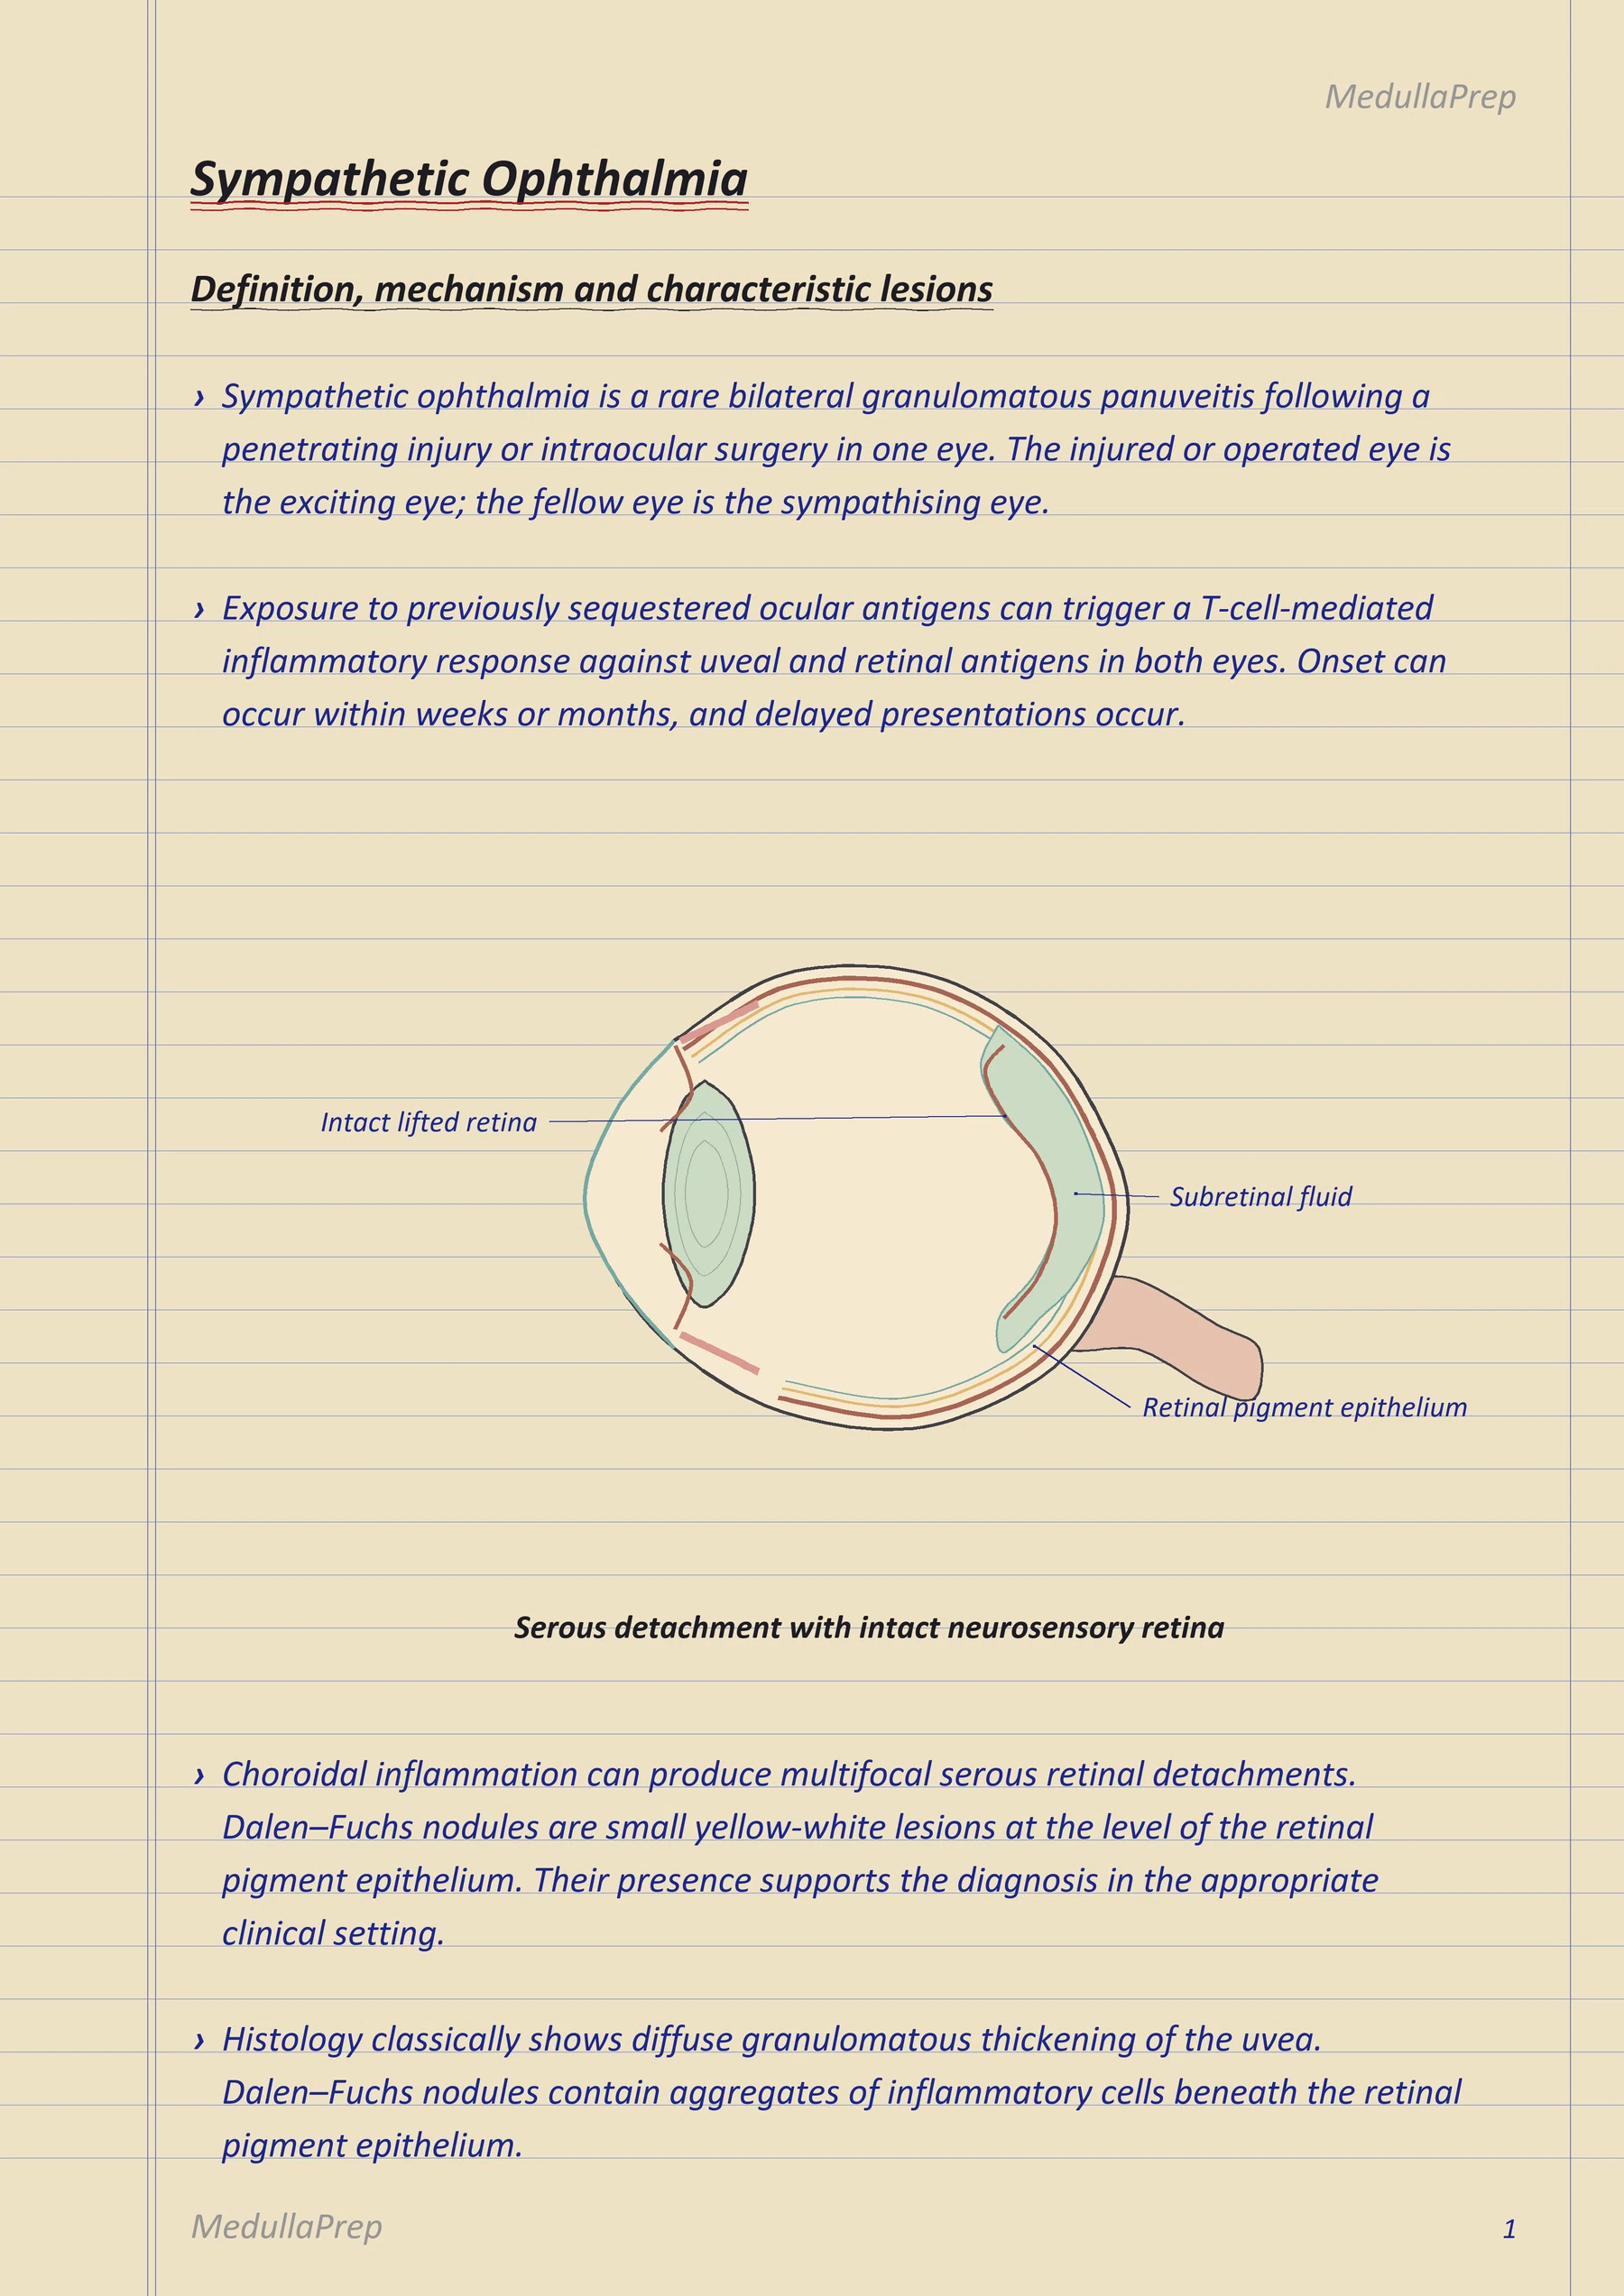 MedullaPrep
Sympathetic Ophthalmia
Definition, mechanism and characteristic lesions
› Sympathetic ophthalmia is a rare bilateral granulomatous panuveitis following a
penetrating injury or intraocular surgery in one eye. The injured or operated eye is
the exciting eye; the fellow eye is the sympathising eye.
› Exposure to previously sequestered ocular antigens can trigger a T-cell-mediated
inflammatory response against uveal and retinal antigens in both eyes. Onset can
occur within weeks or months, and delayed presentations occur.
Intact lifted retina
Subretinal fluid
Retinal pigment epithelium
Serous detachment with intact neurosensory retina
› Choroidal inflammation can produce multifocal serous retinal detachments.
Dalen–Fuchs nodules are small yellow-white lesions at the level of the retinal
pigment epithelium. Their presence supports the diagnosis in the appropriate
clinical setting.
› Histology classically shows diffuse granulomatous thickening of the uvea.
Dalen–Fuchs nodules contain aggregates of inflammatory cells beneath the retinal
pigment epithelium.
MedullaPrep
1